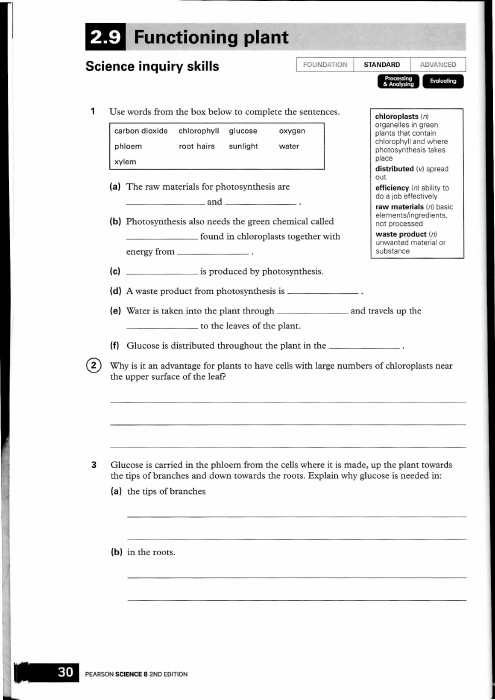 2.9 Functioning plant
Science inquiry skills
FOUNDATION STANDARD ADVANCED
Processing & Analysing Evaluating
1 Use words from the box below to complete the sentences.
carbon dioxide chlorophyll glucose oxygen
phloem root hairs sunlight water
xylem
(a) The raw materials for photosynthesis are
____________ and ____________ .
(b) Photosynthesis also needs the green chemical called
____________ found in chloroplasts together with
energy from ____________ .
(c) ____________ is produced by photosynthesis.
(d) A waste product from photosynthesis is ____________ .
(e) Water is taken into the plant through ____________ and travels up the
____________ to the leaves of the plant.
(f) Glucose is distributed throughout the plant in the ____________ .
chloroplasts (n)
organelles in green
plants that contain
chlorophyll and where
photosynthesis takes
place
distributed (v) spread
out
efficiency (n) ability to
do a job effectively
raw materials (n) basic
elements/ingredients,
not processed
waste product (n)
unwanted material or
substance
2 Why is it an advantage for plants to have cells with large numbers of chloroplasts near
the upper surface of the leaf?
3 Glucose is carried in the phloem from the cells where it is made, up the plant towards
the tips of branches and down towards the roots. Explain why glucose is needed in:
(a) the tips of branches
(b) in the roots.
30 PEARSON SCIENCE 8 2ND EDITION